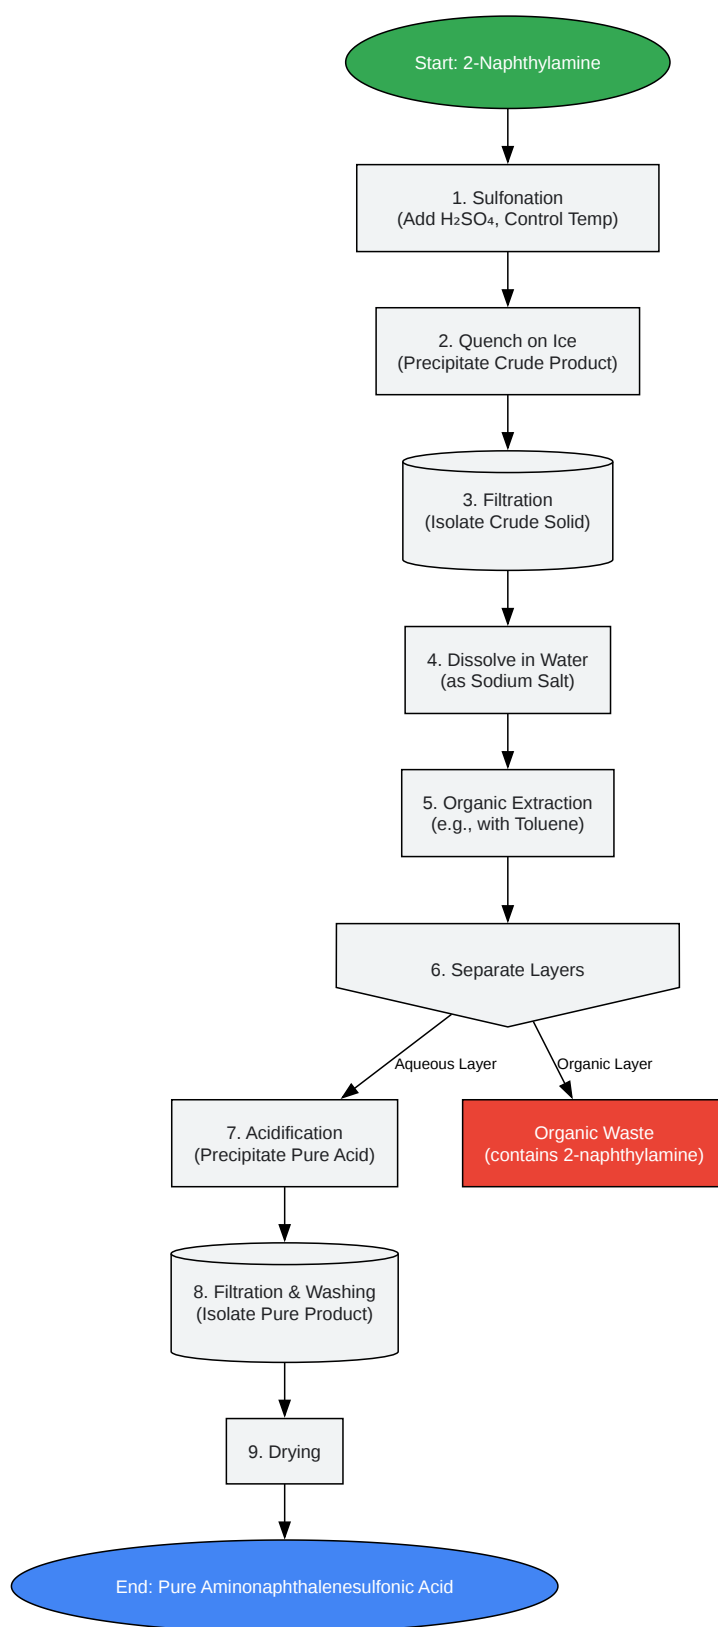 Start: 2-Naphthylamine
1. Sulfonation
(Add H₂SO₄, Control Temp)
2. Quench on Ice
(Precipitate Crude Product)
3. Filtration
(Isolate Crude Solid)
4. Dissolve in Water
(as Sodium Salt)
5. Organic Extraction
(e.g., with Toluene)
6. Separate Layers
Aqueous Layer
Organic Layer
7. Acidification
(Precipitate Pure Acid)
Organic Waste
(contains 2-naphthylamine)
8. Filtration & Washing
(Isolate Pure Product)
9. Drying
End: Pure Aminonaphthalenesulfonic Acid